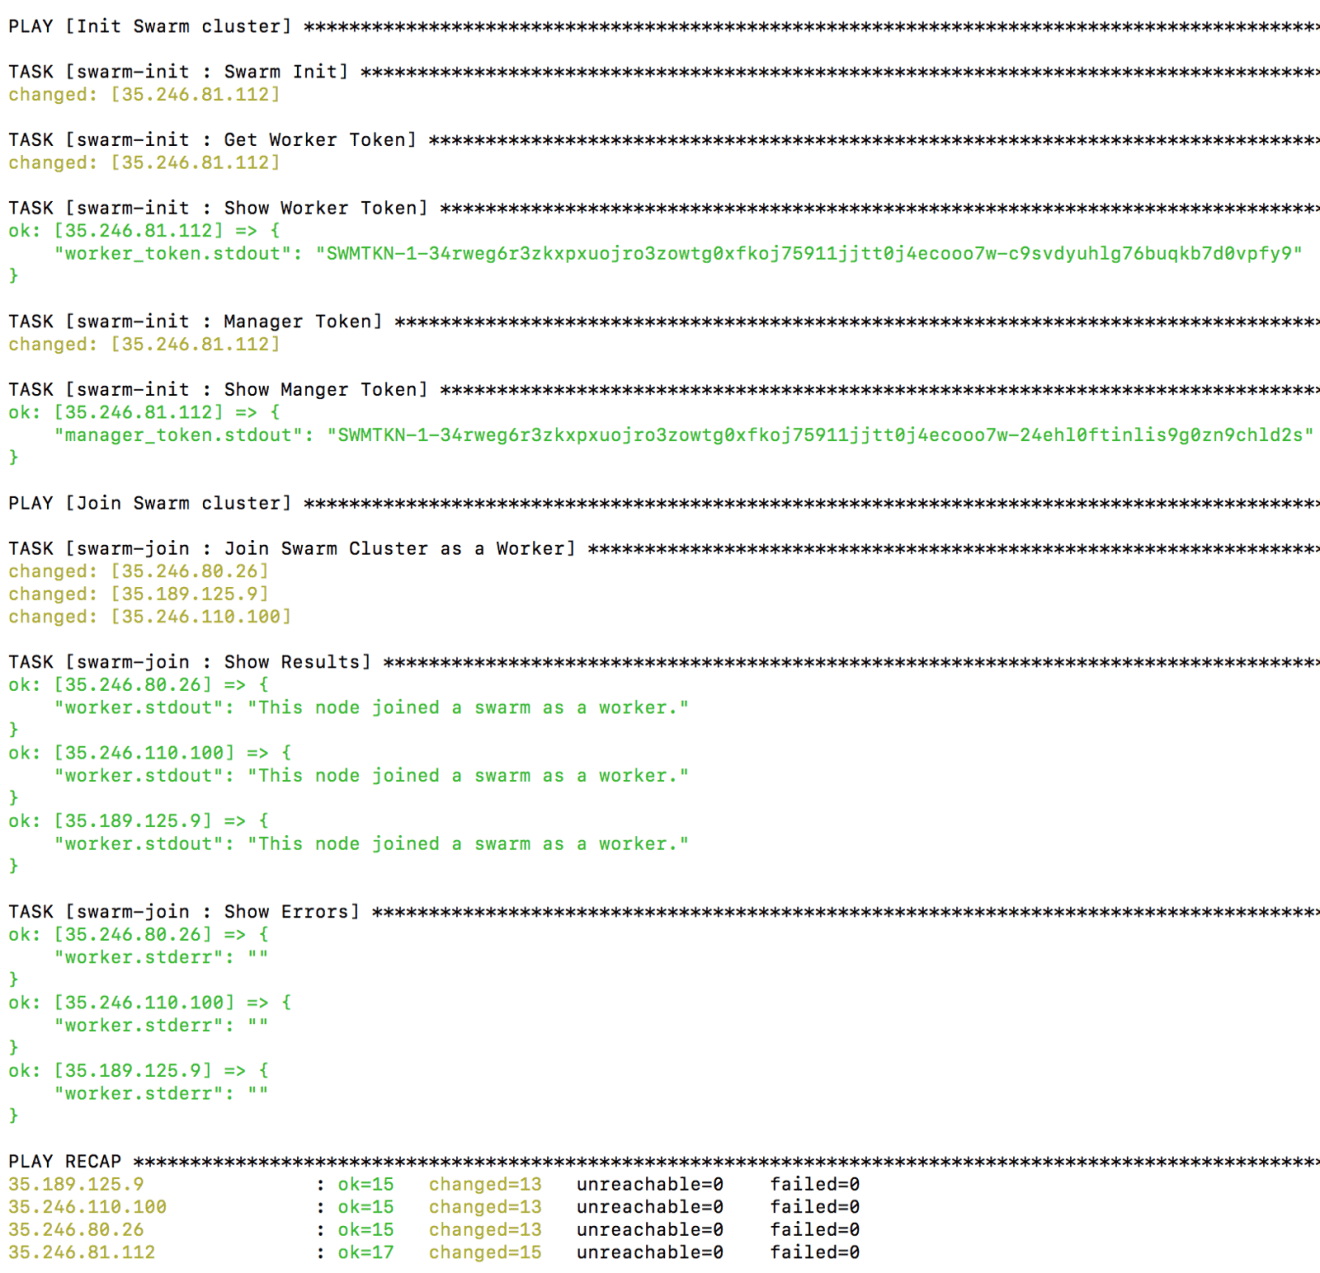 PLAY [Init Swarm cluster] ******************************************************************************************
TASK [swarm-init : Swarm Init] *************************************************************************************
changed: [35.246.81.112]
TASK [swarm-init : Get Worker Token] *******************************************************************************
changed: [35.246.81.112]
TASK [swarm-init : Show Worker Token] ******************************************************************************
ok: [35.246.81.112] => {
    "worker_token.stdout": "SWMTKN-1-34rweg6r3zkxpxuojro3zowtg0xfkoj75911jjtt0j4ecooo7w-c9svdyuhlg76buqkb7d0vpfy9"
}
TASK [swarm-init : Manager Token] **********************************************************************************
changed: [35.246.81.112]
TASK [swarm-init : Show Manger Token] ******************************************************************************
ok: [35.246.81.112] => {
    "manager_token.stdout": "SWMTKN-1-34rweg6r3zkxpxuojro3zowtg0xfkoj75911jjtt0j4ecooo7w-24ehl0ftinlis9g0zn9chld2s"
}
PLAY [Join Swarm cluster] ******************************************************************************************
TASK [swarm-join : Join Swarm Cluster as a Worker] *****************************************************************
changed: [35.246.80.26]
changed: [35.189.125.9]
changed: [35.246.110.100]
TASK [swarm-join : Show Results] ***********************************************************************************
ok: [35.246.80.26] => {
    "worker.stdout": "This node joined a swarm as a worker."
}
ok: [35.246.110.100] => {
    "worker.stdout": "This node joined a swarm as a worker."
}
ok: [35.189.125.9] => {
    "worker.stdout": "This node joined a swarm as a worker."
}
TASK [swarm-join : Show Errors] ************************************************************************************
ok: [35.246.80.26] => {
    "worker.stderr": ""
}
ok: [35.246.110.100] => {
    "worker.stderr": ""
}
ok: [35.189.125.9] => {
    "worker.stderr": ""
}
PLAY RECAP *********************************************************************************************************
35.189.125.9               : ok=15   changed=13   unreachable=0    failed=0
35.246.110.100             : ok=15   changed=13   unreachable=0    failed=0
35.246.80.26               : ok=15   changed=13   unreachable=0    failed=0
35.246.81.112              : ok=17   changed=15   unreachable=0    failed=0